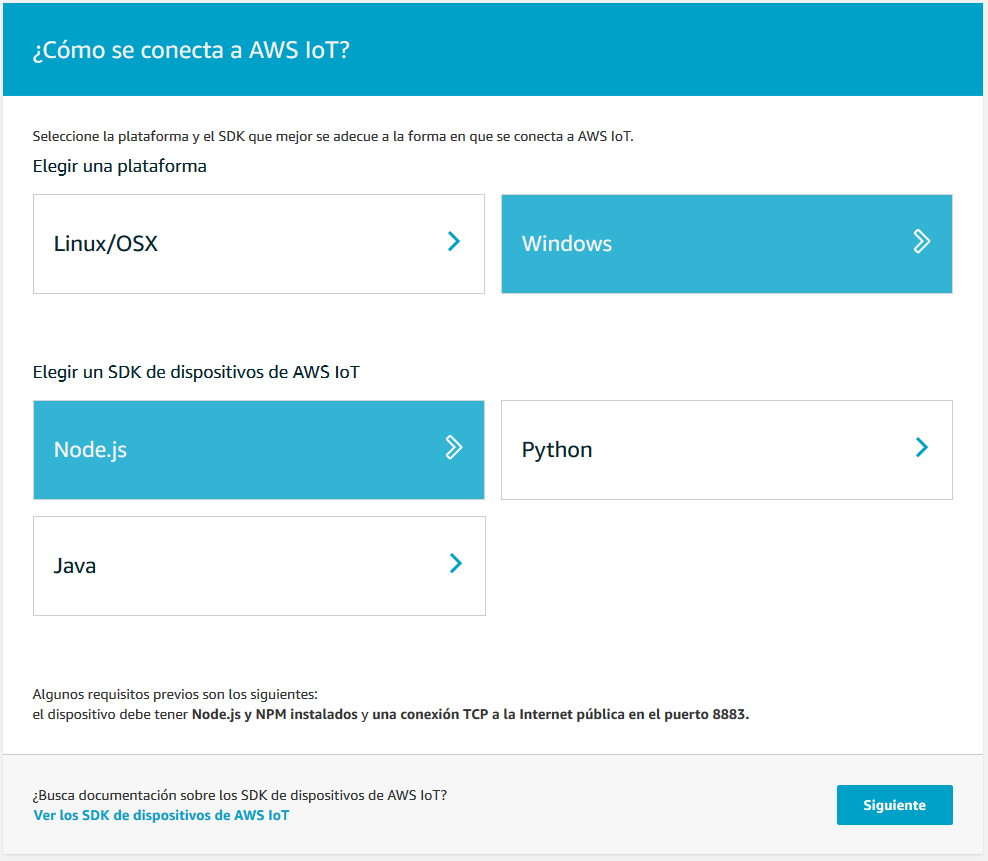 ¿Cómo se conecta a AWS IoT?
Seleccione la plataforma y el SDK que mejor se adecue a la forma en que se conecta a AWS IoT.
Elegir una plataforma
Linux/OSX
Windows
Elegir un SDK de dispositivos de AWS IoT
Node.js
Python
Java
Algunos requisitos previos son los siguientes:
el dispositivo debe tener Node.js y NPM instalados y una conexión TCP a la Internet pública en el puerto 8883.
¿Busca documentación sobre los SDK de dispositivos de AWS IoT?
Ver los SDK de dispositivos de AWS IoT
Siguiente